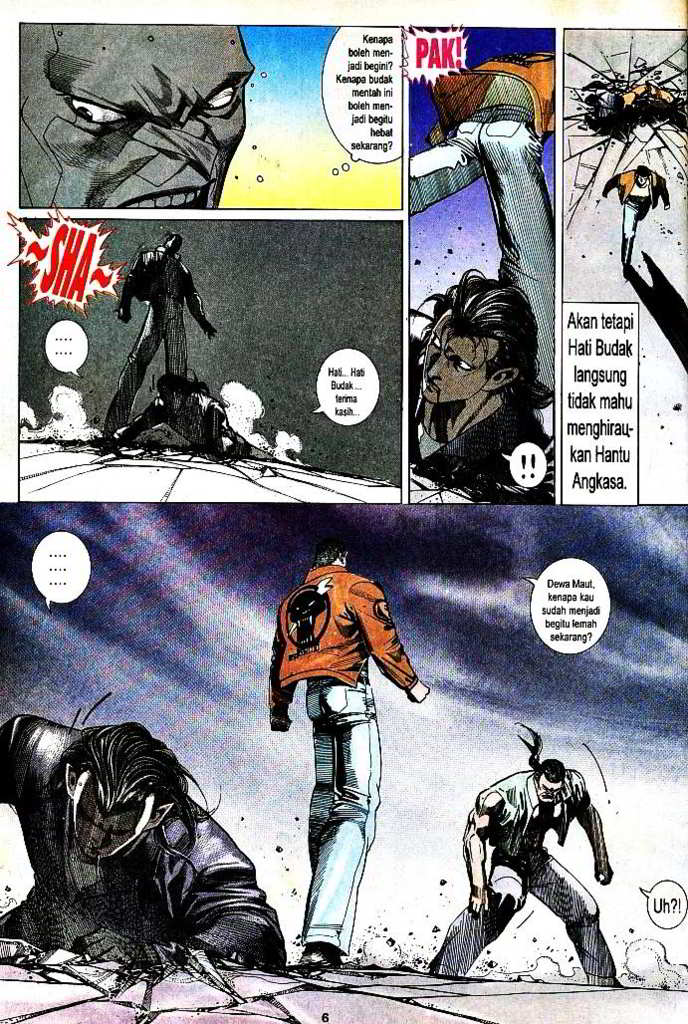 Kenapa
boleh men-
jadi begini?
Kenapa budak
mentah ini
boleh men-
jadi begitu
hebat
sekarang?
PAK!
~SHA~
....
....
Hati... Hati
Budak ...
terima
kasih...
!!
Akan tetapi
Hati Budak
langsung
tidak mahu
menghirau-
kan Hantu
Angkasa.
....
....
....
Dewa Maut,
kenapa kau
sudah menjadi
begitu lemah
sekarang?
Uh?!
6